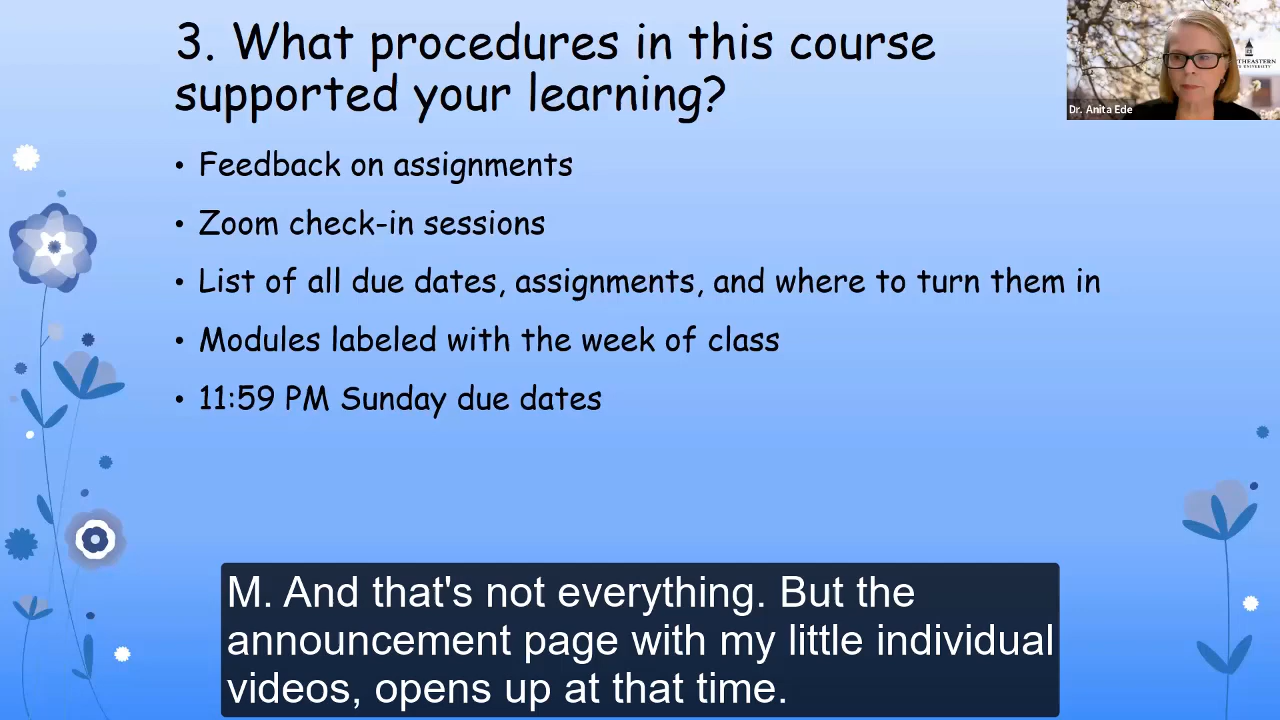 3. What procedures in this course
supported your learning?
• Feedback on assignments
• Zoom check-in sessions
• List of all due dates, assignments, and where to turn them in
• Modules labeled with the week of class
• 11:59 PM Sunday due dates
Dr. Anita Ede
M. And that's not everything. But the
announcement page with my little individual
videos, opens up at that time.